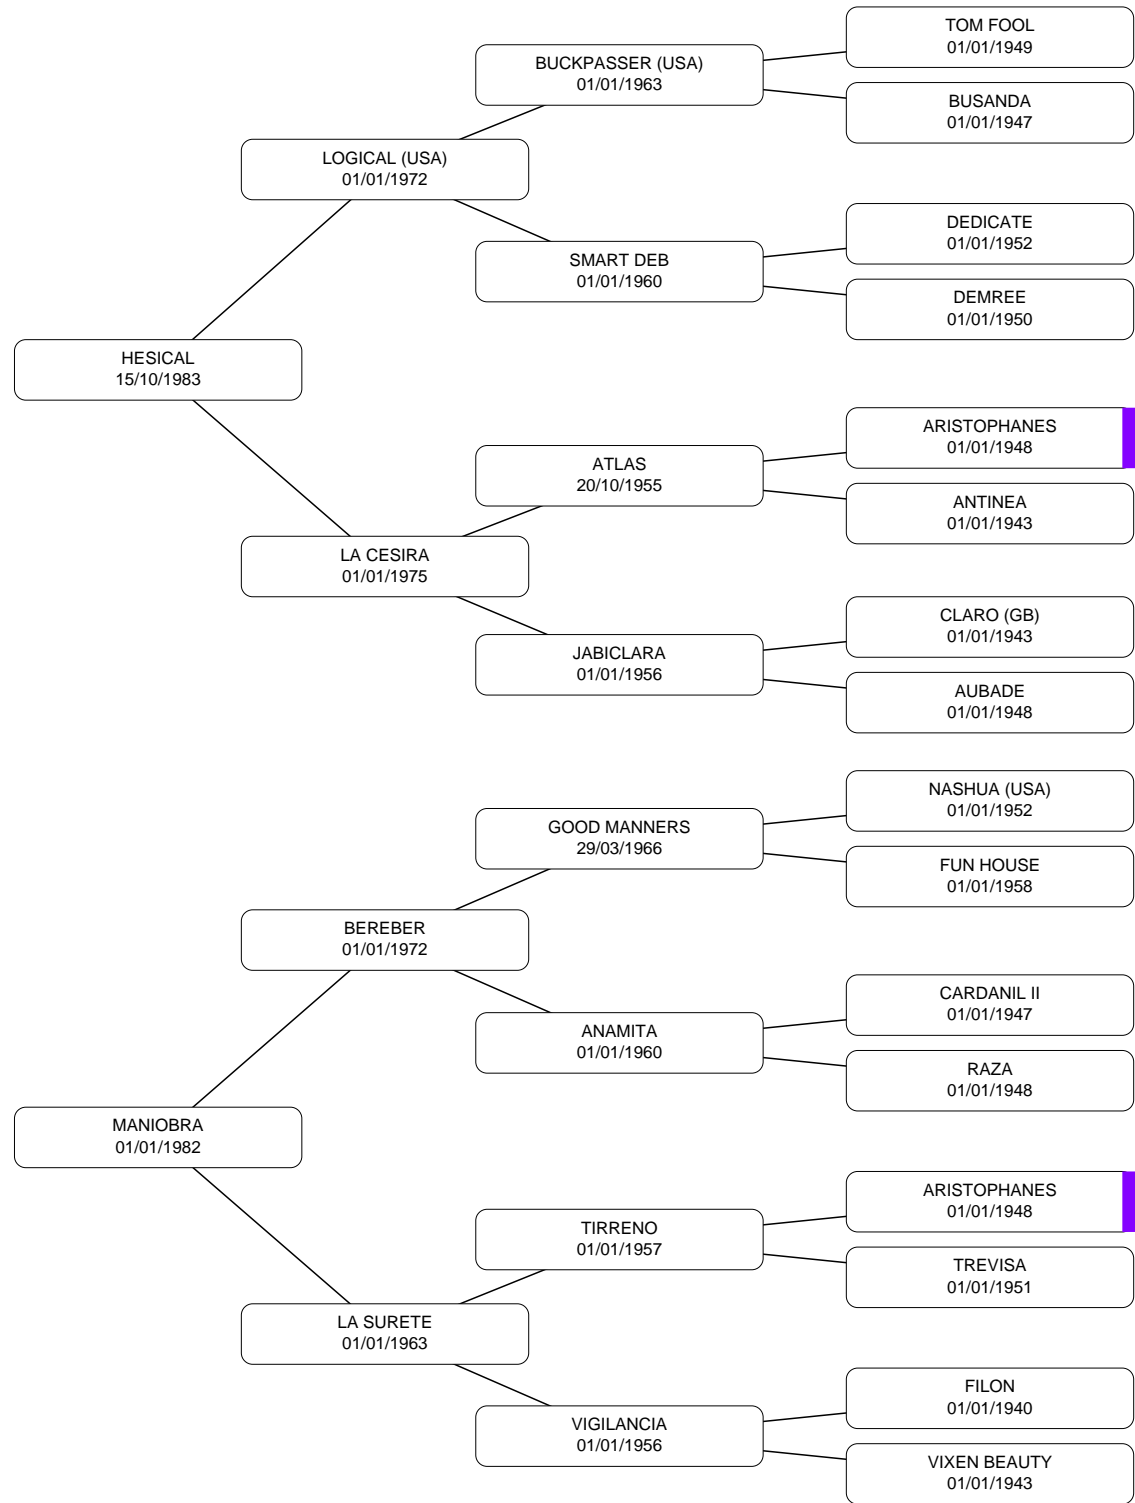 TOM FOOL
01/01/1949
BUCKPASSER (USA)
01/01/1963
BUSANDA
01/01/1947
LOGICAL (USA)
01/01/1972
DEDICATE
01/01/1952
SMART DEB
01/01/1960
DEMREE
01/01/1950
HESICAL
15/10/1983
ARISTOPHANES
01/01/1948
ATLAS
20/10/1955
ANTINEA
01/01/1943
LA CESIRA
01/01/1975
CLARO (GB)
01/01/1943
JABICLARA
01/01/1956
AUBADE
01/01/1948
NASHUA (USA)
01/01/1952
GOOD MANNERS
29/03/1966
FUN HOUSE
01/01/1958
BEREBER
01/01/1972
CARDANIL II
01/01/1947
ANAMITA
01/01/1960
RAZA
01/01/1948
MANIOBRA
01/01/1982
ARISTOPHANES
01/01/1948
TIRRENO
01/01/1957
TREVISA
01/01/1951
LA SURETE
01/01/1963
FILON
01/01/1940
VIGILANCIA
01/01/1956
VIXEN BEAUTY
01/01/1943